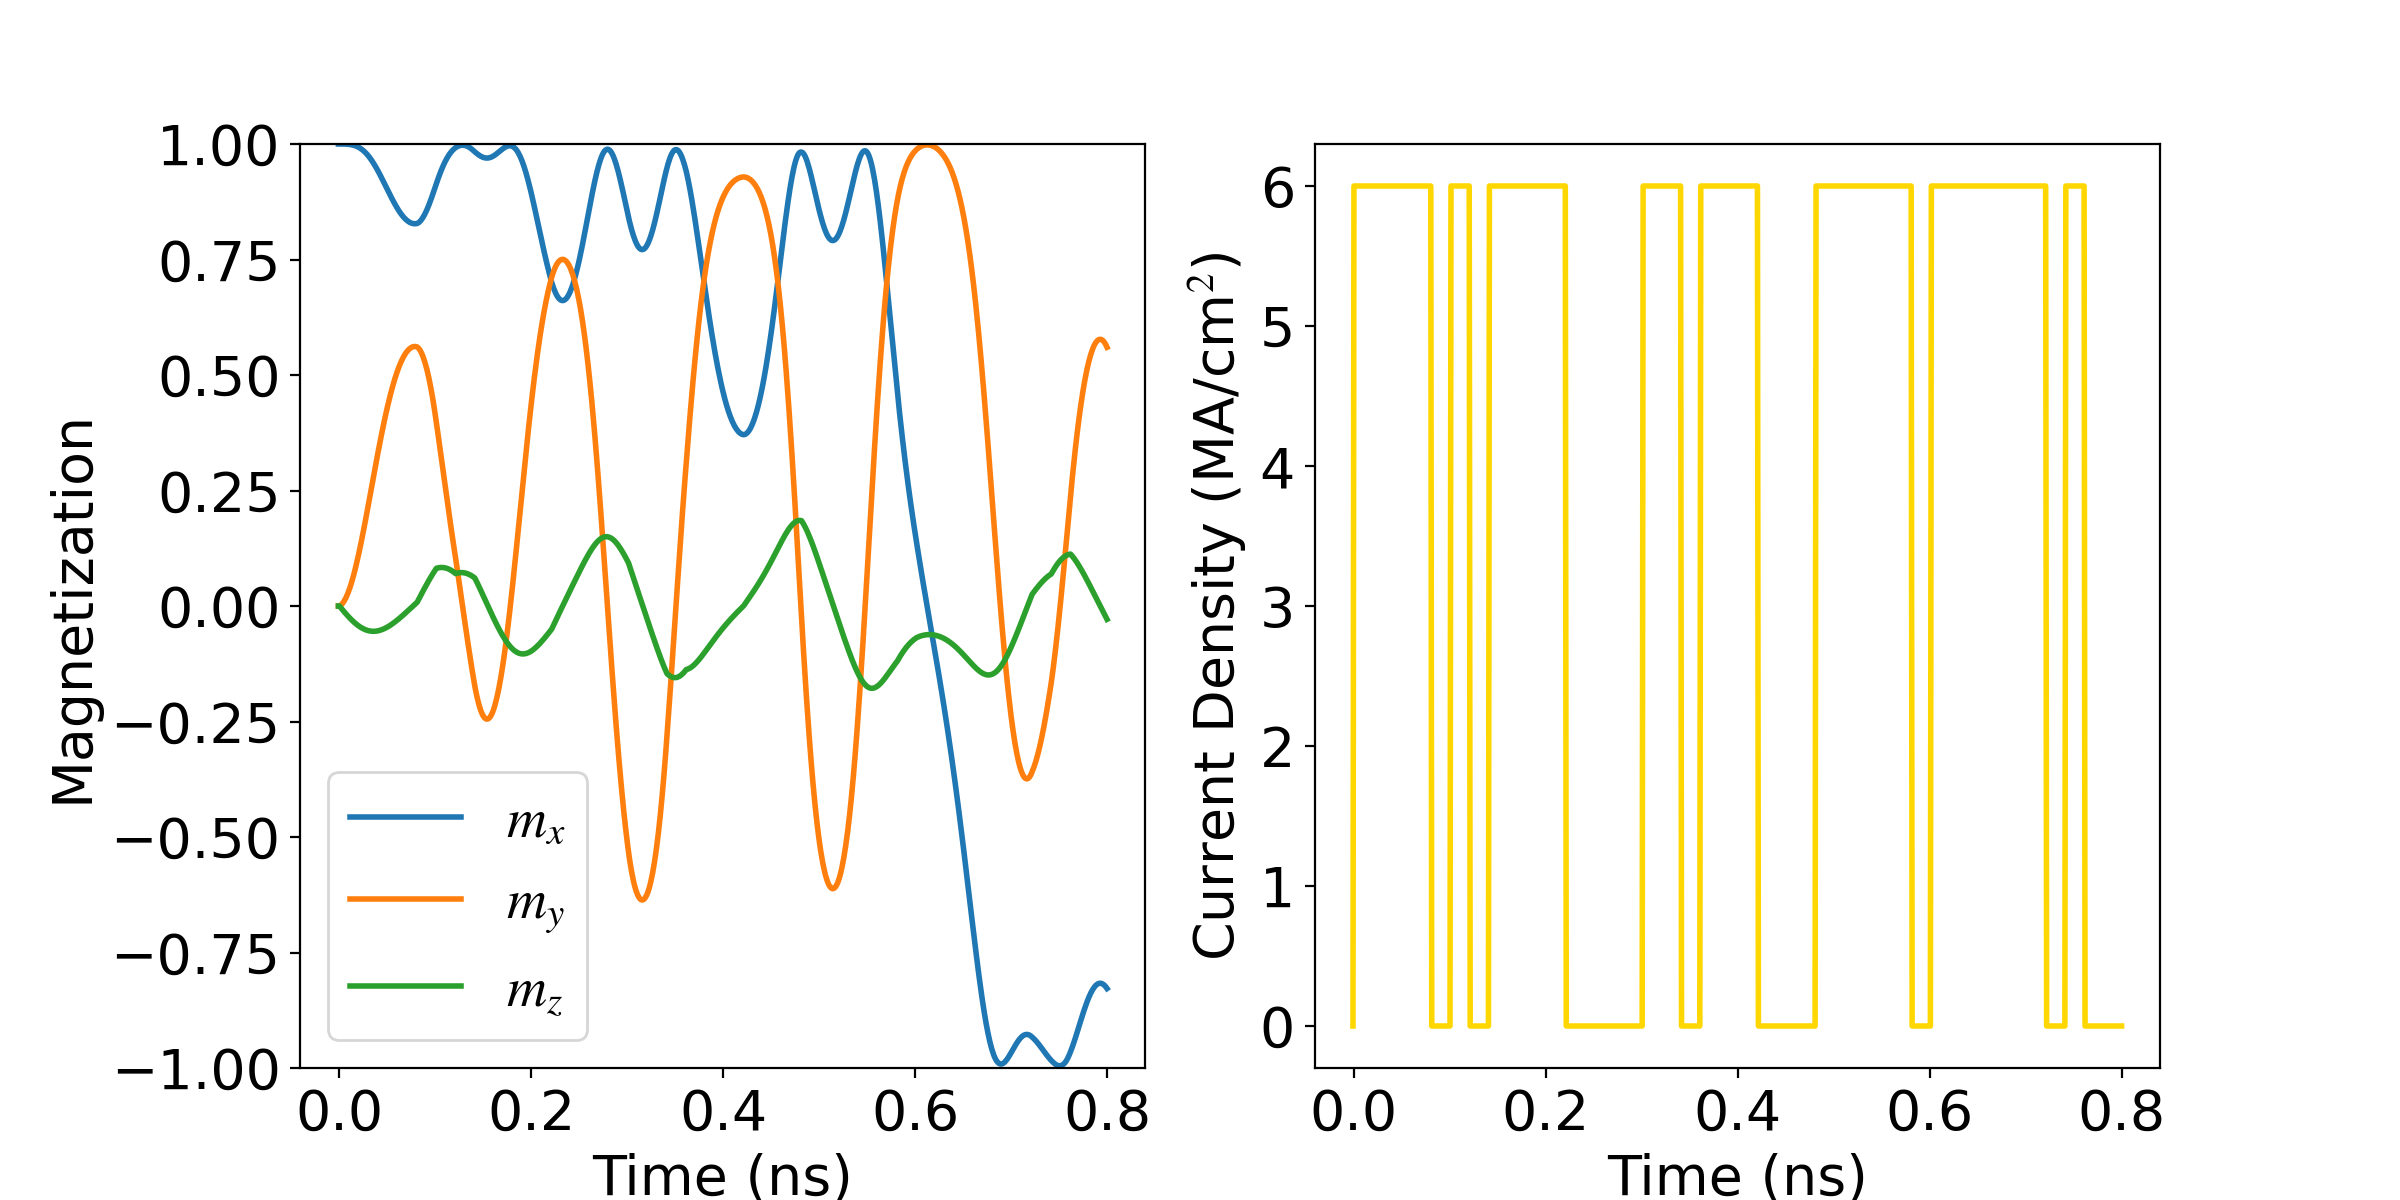 Magnetization
1.00
0.75
0.50
0.25
0.00
−0.25
−0.50
−0.75
−1.00
m_x
m_y
m_z
0.0 0.2 0.4 0.6 0.8
Time (ns)
Current Density (MA/cm²)
6
5
4
3
2
1
0
0.0 0.2 0.4 0.6 0.8
Time (ns)